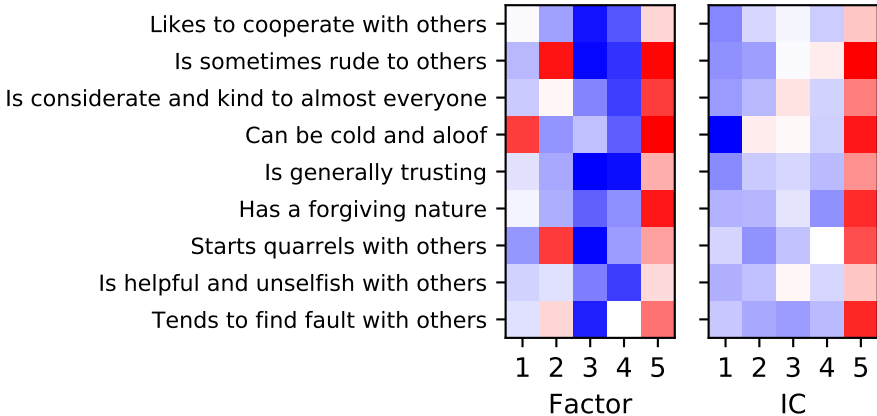 Likes to cooperate with others
Is sometimes rude to others
Is considerate and kind to almost everyone
Can be cold and aloof
Is generally trusting
Has a forgiving nature
Starts quarrels with others
Is helpful and unselfish with others
Tends to find fault with others
1 2 3 4 5 1 2 3 4 5
Factor IC